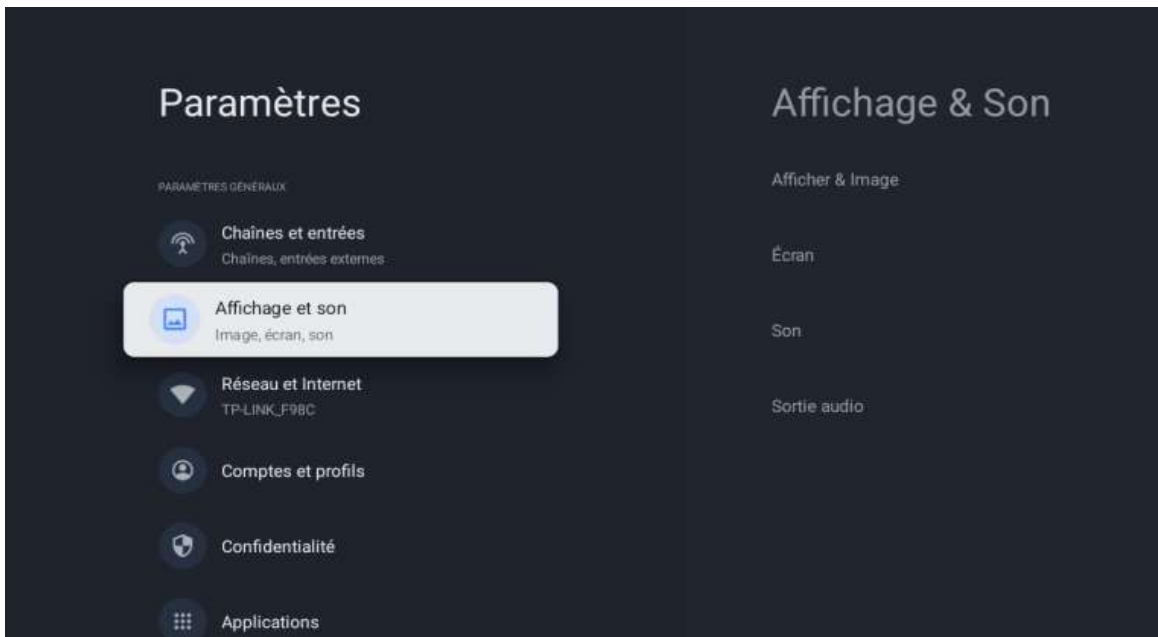 Paramètres
PARAMÈTRES GÉNÉRAUX
Chaînes et entrées
Chaînes, entrées externes
Affichage et son
Image, écran, son
Réseau et Internet
TP-LINK_F98C
Comptes et profils
Confidentialité
Applications
Affichage & Son
Afficher & Image
Écran
Son
Sortie audio